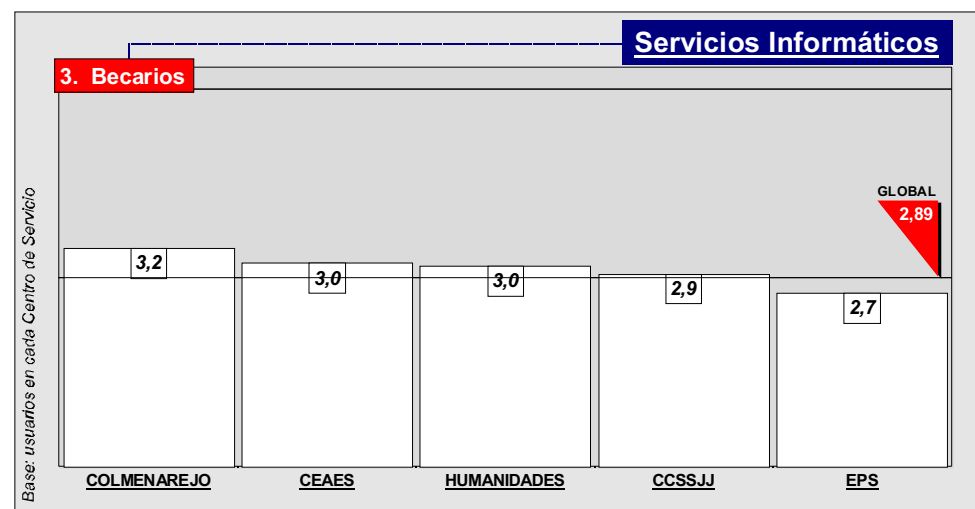 Servicios Informáticos
3. Becarios
Base: usuarios en cada Centro de Servicio
GLOBAL
2,89
3,2
3,0
3,0
2,9
2,7
COLMENAREJO
CEAES
HUMANIDADES
CCSSJJ
EPS